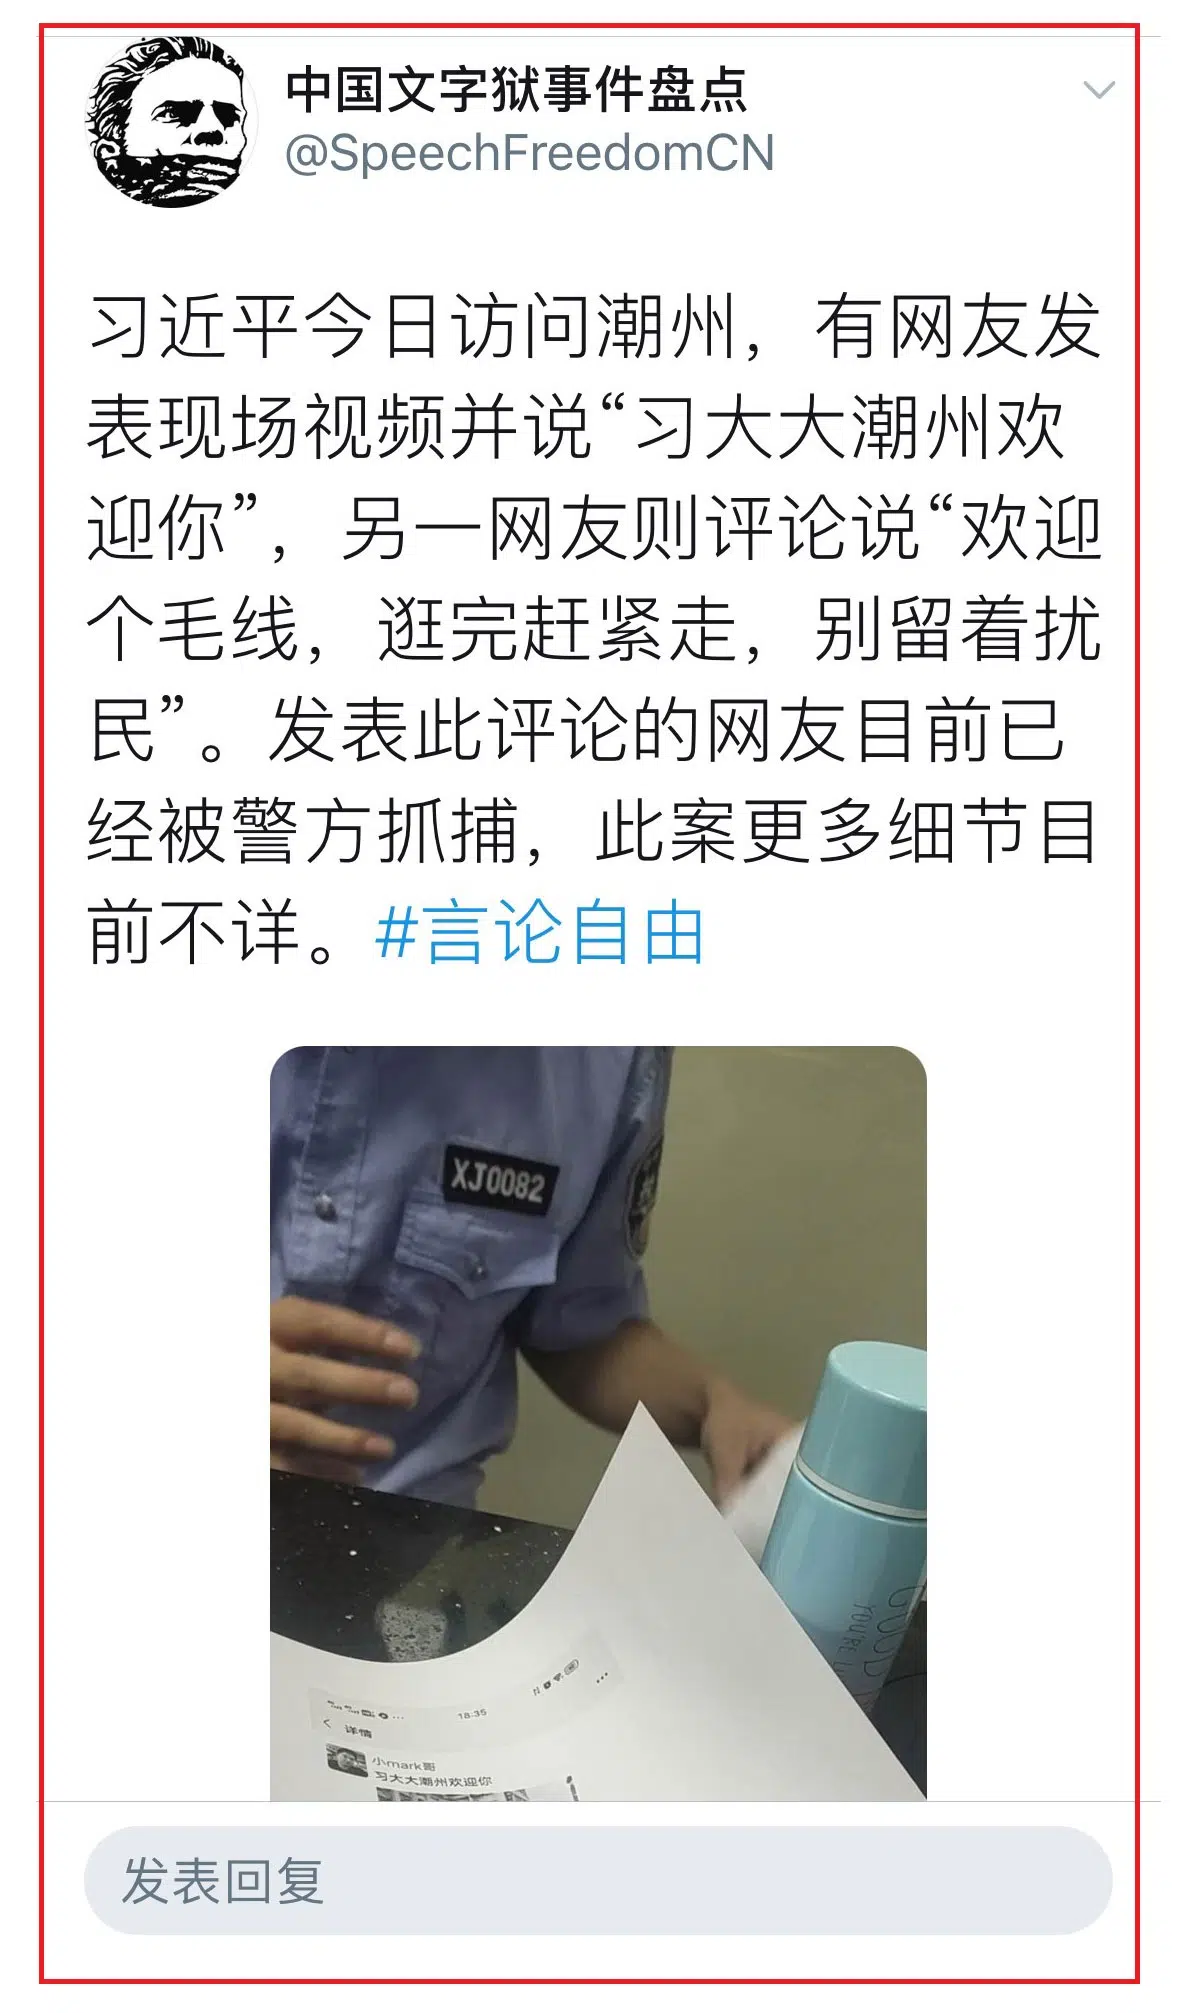 中国文字狱事件盘点
@SpeechFreedomCN
习近平今日访问潮州，有网友发
表现场视频并说“习大大潮州欢
迎你”，另一网友则评论说“欢迎
个毛线，逛完赶紧走，别留着扰
民”。发表此评论的网友目前已
经被警方抓捕，此案更多细节目
前不详。#言论自由
XJ0082
GOOD
YOU'RE
18:35
详情
小mark哥
习大大潮州欢迎你
发表回复